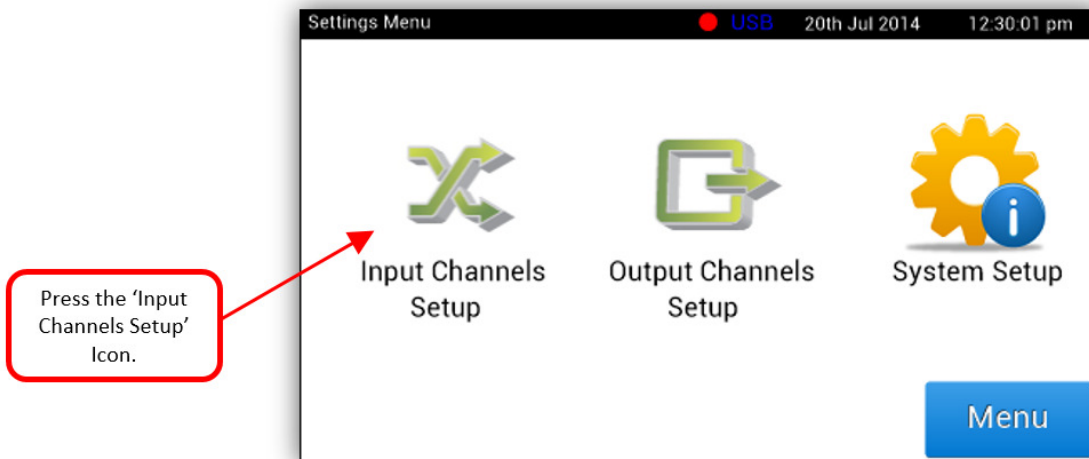 Settings Menu USB 20th Jul 2014 12:30:01 pm
Input Channels
Setup
Output Channels
Setup
System Setup
Press the ‘Input
Channels Setup’
Icon.
Menu